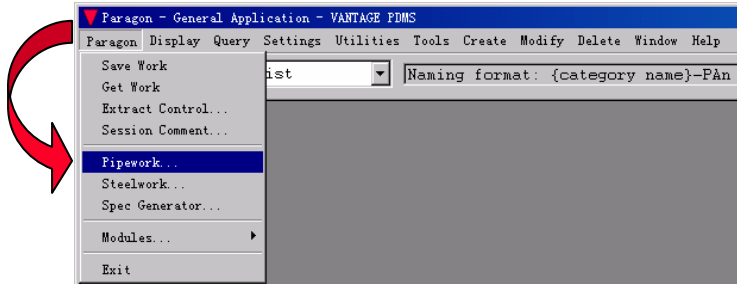 Paragon - General Application - VANTAGE PDMS
Paragon Display Query Settings Utilities Tools Create Modify Delete Window Help
Save Work
ist Naming format: {category name}-PAn
Get Work
Extract Control...
Session Comment...
Pipework...
Steelwork...
Spec Generator...
Modules...
Exit